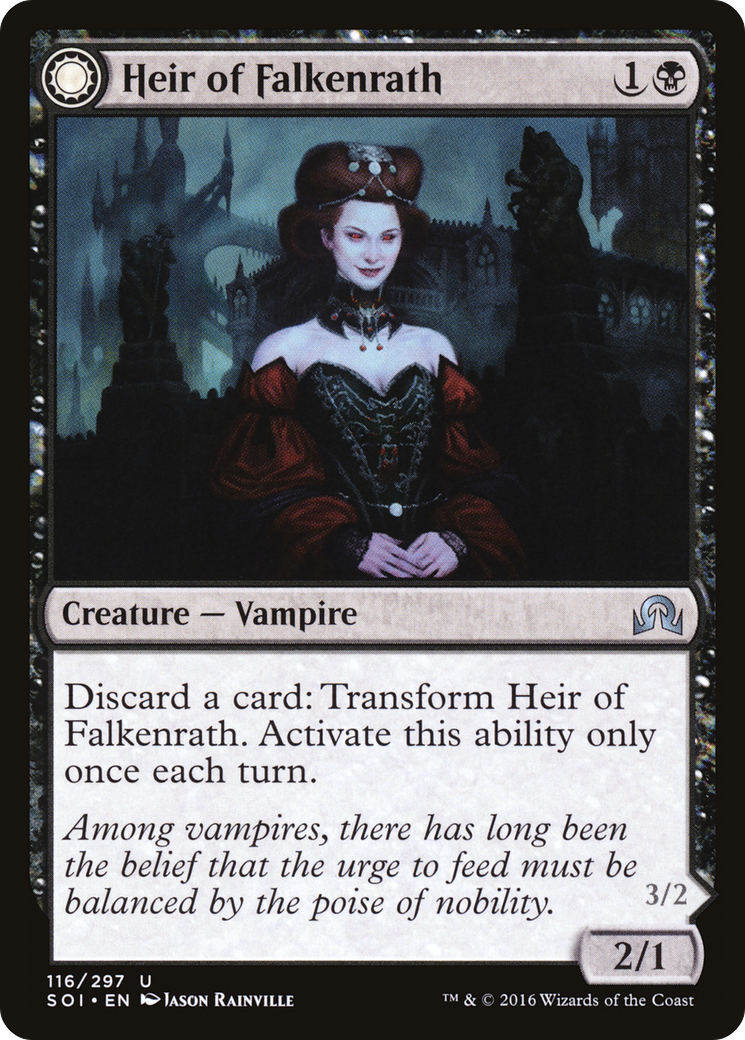 Heir of Falkenrath 1
Creature — Vampire
Discard a card: Transform Heir of
Falkenrath. Activate this ability only
once each turn.
Among vampires, there has long been
the belief that the urge to feed must be
balanced by the poise of nobility.
3/2
2/1
116/297 U
SOI • EN Jason Rainville
™ & © 2016 Wizards of the Coast